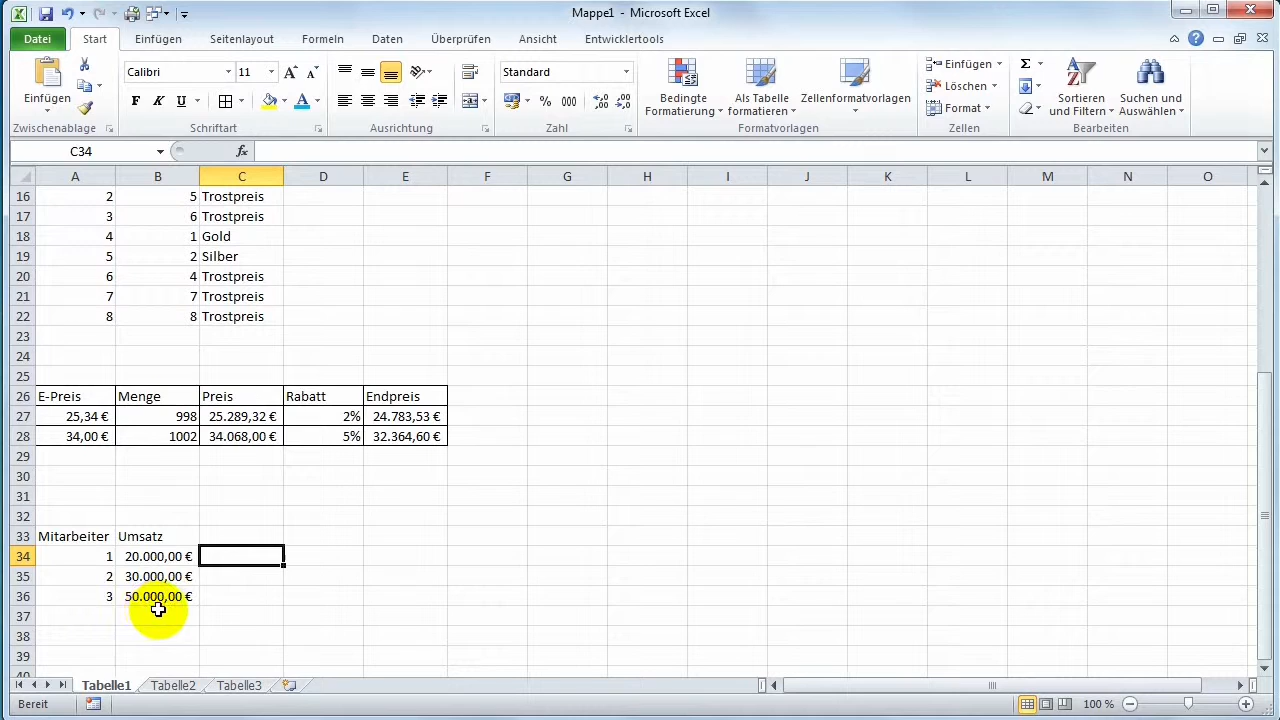 Mappe1 - Microsoft Excel
Datei Start Einfügen Seitenlayout Formeln Daten Überprüfen Ansicht Entwicklertools
Einfügen
Zwischenablage
Calibri 11
F K U
Schriftart
Ausrichtung
Standard
% 000
Zahl
Bedingte Formatierung
Als Tabelle formatieren
Zellenformatvorlagen
Formatvorlagen
Einfügen
Löschen
Format
Zellen
Sortieren und Filtern
Suchen und Auswählen
Bearbeiten
C34 fx
A B C D E F G H I J K L M N O
16 2 5 Trostpreis
17 3 6 Trostpreis
18 4 1 Gold
19 5 2 Silber
20 6 4 Trostpreis
21 7 7 Trostpreis
22 8 8 Trostpreis
23
24
25
26 E-Preis Menge Preis Rabatt Endpreis
27 25,34 € 998 25.289,32 € 2% 24.783,53 €
28 34,00 € 1002 34.068,00 € 5% 32.364,60 €
29
30
31
32
33 Mitarbeiter Umsatz
34 1 20.000,00 €
35 2 30.000,00 €
36 3 50.000,00 €
37
38
39
40
Tabelle1 Tabelle2 Tabelle3
Bereit 100 %